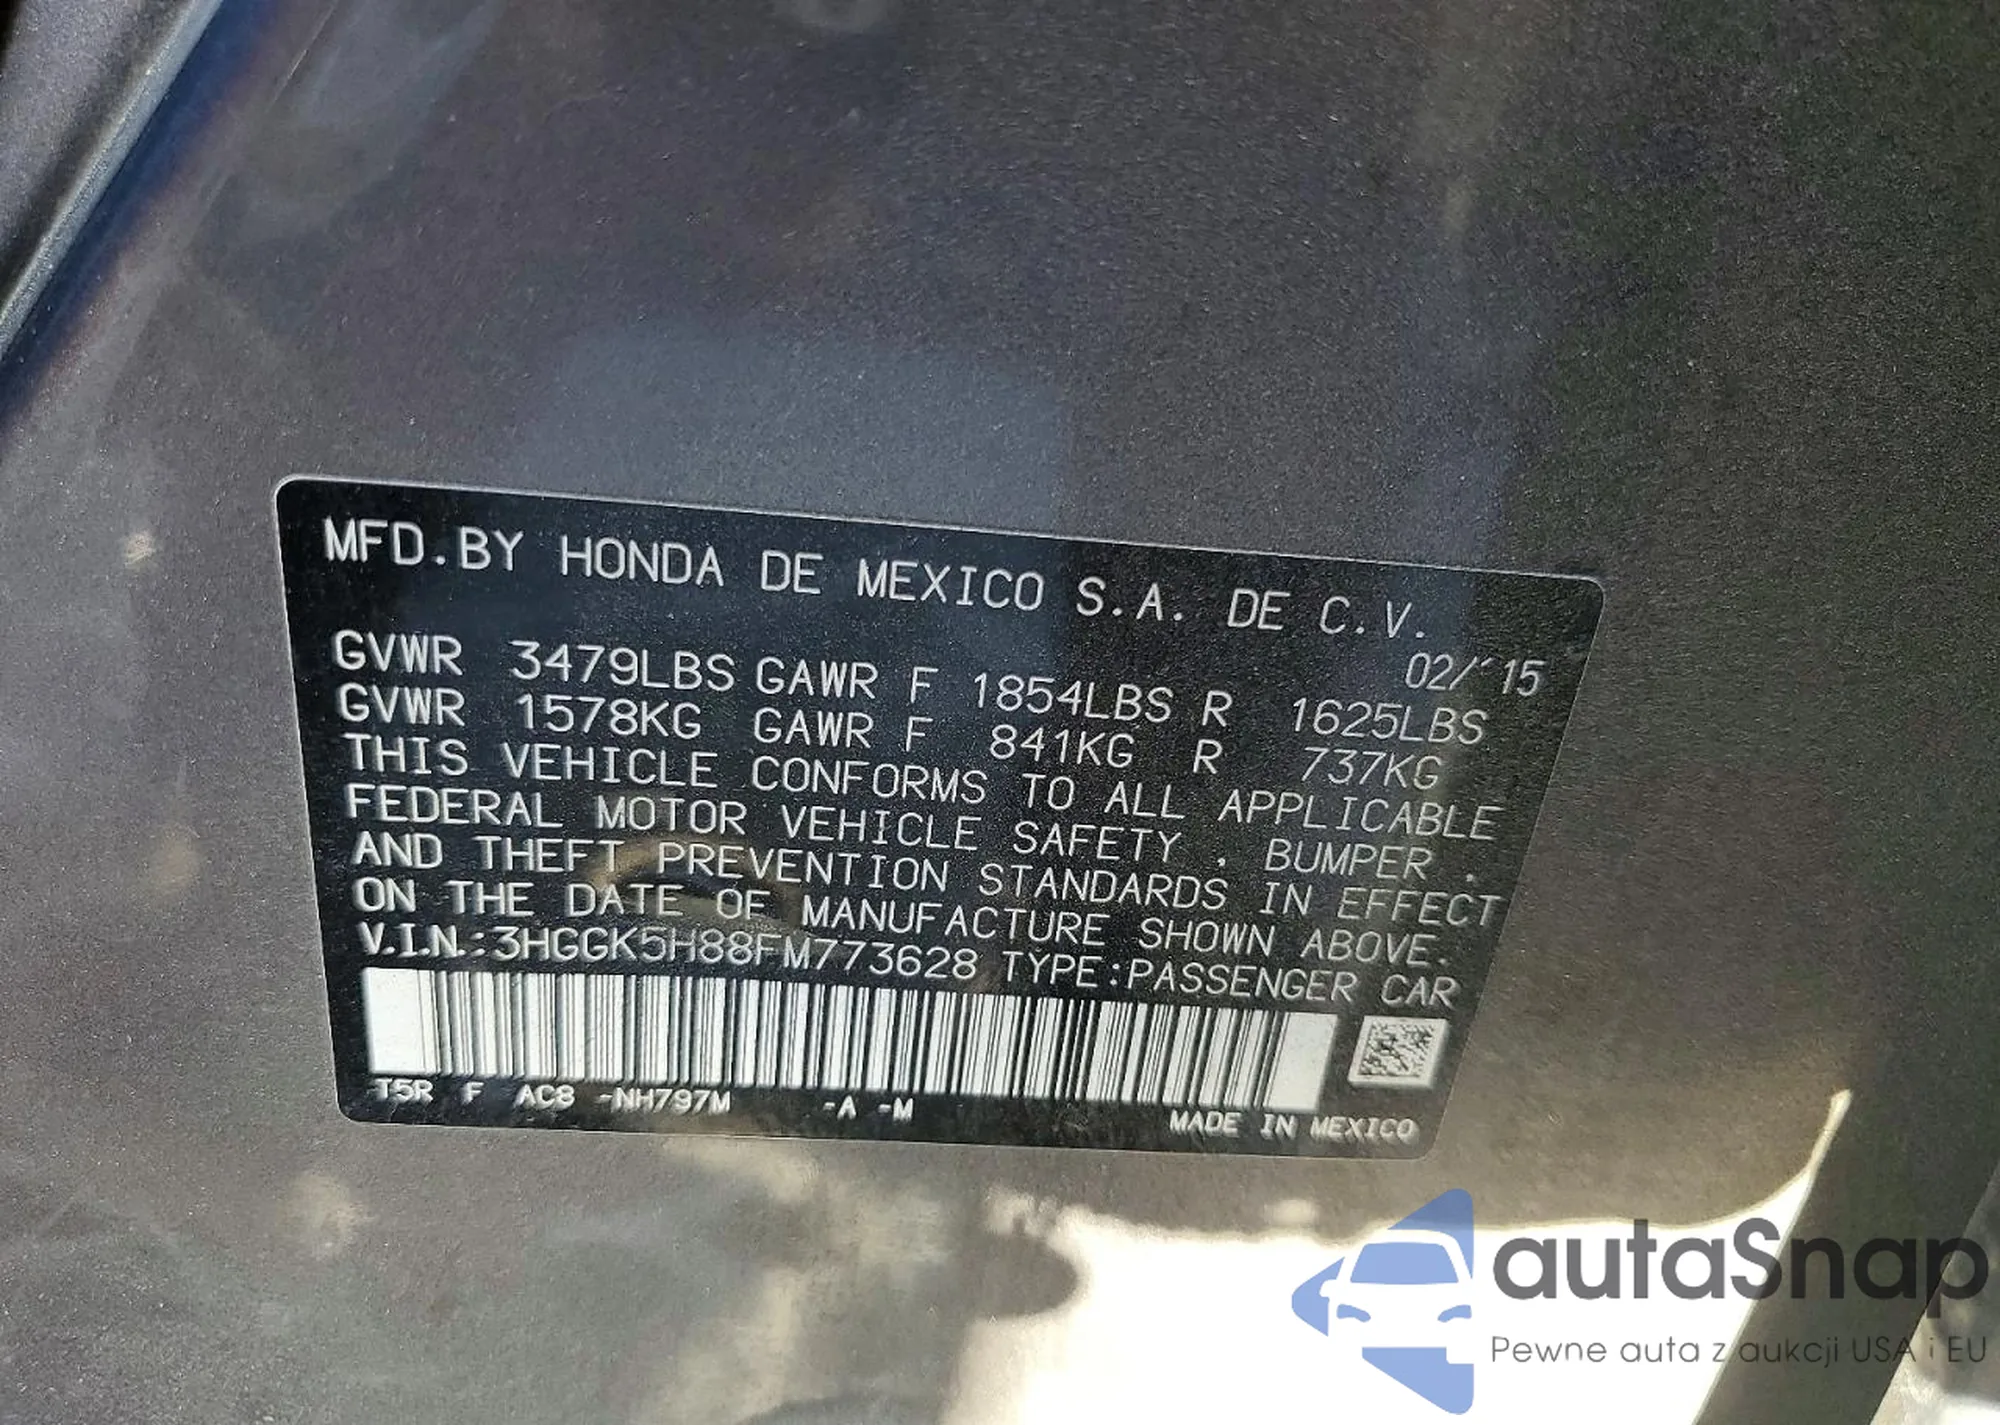 MFD.BY HONDA DE MEXICO S.A. DE C.V.
02/´15
GVWR 3479LBS GAWR F 1854LBS R 1625LBS
GVWR 1578KG GAWR F 841KG R 737KG
THIS VEHICLE CONFORMS TO ALL APPLICABLE
FEDERAL MOTOR VEHICLE SAFETY , BUMPER ,
AND THEFT PREVENTION STANDARDS IN EFFECT
ON THE DATE OF MANUFACTURE SHOWN ABOVE.
V.I.N.:3HGGK5H88FM773628 TYPE:PASSENGER CAR
T5R F AC8 -NH797M -A -M
MADE IN MEXICO
autaSnap
Pewne auta z aukcji USA i EU